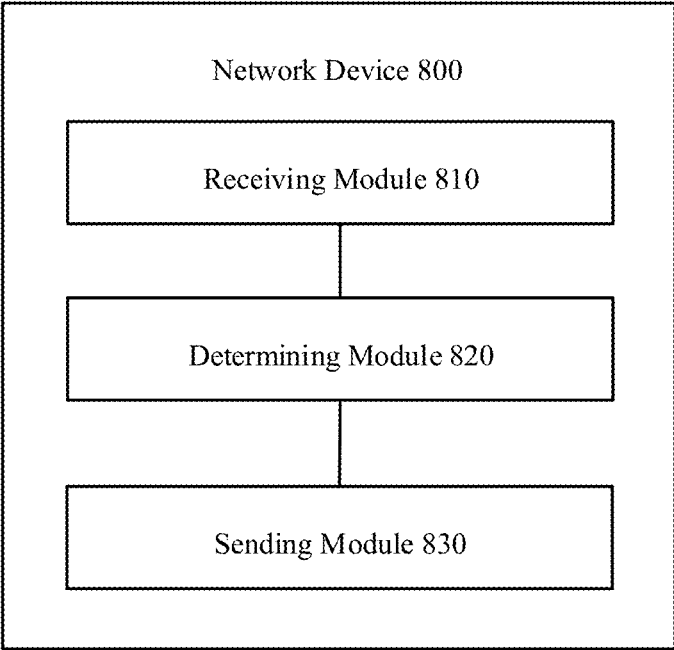 Network Device 800
Receiving Module 810
Determining Module 820
Sending Module 830